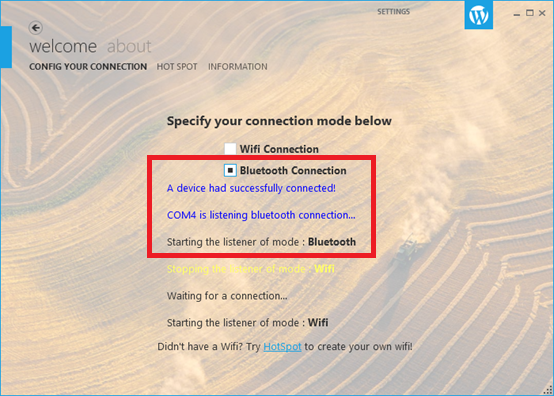 SETTINGS
welcome about
CONFIG YOUR CONNECTION HOT SPOT INFORMATION
Specify your connection mode below
Wifi Connection
Bluetooth Connection
A device had successfully connected!
COM4 is listening bluetooth connection...
Starting the listener of mode : Bluetooth
Stopping the listener of mode : Wifi
Waiting for a connection...
Starting the listener of mode : Wifi
Didn't have a Wifi? Try HotSpot to create your own wifi!